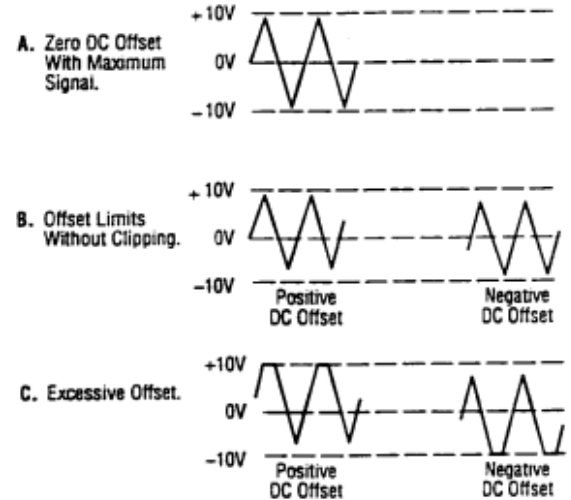 +10V
A. Zero DC Offset
With Maximum
Signal.
0V
−10V
+10V
B. Offset Limits
Without Clipping.
0V
−10V
Positive
DC Offset
Negative
DC Offset
+10V
C. Excessive Offset.
0V
−10V
Positive
DC Offset
Negative
DC Offset